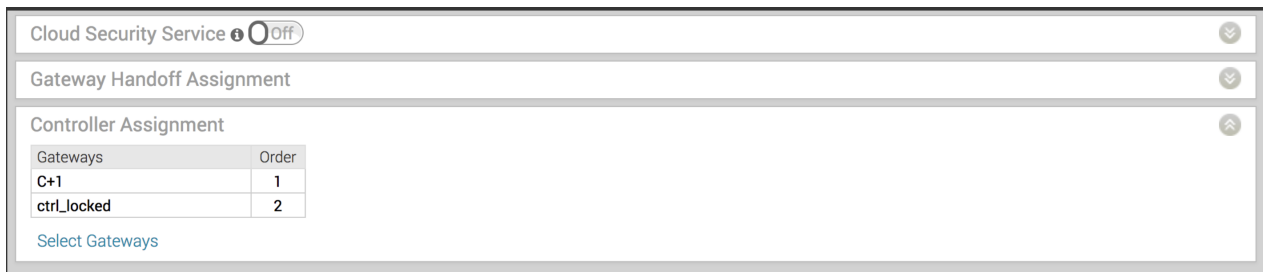 Cloud Security Service Off
Gateway Handoff Assignment
Controller Assignment
Gateways Order
C+1 1
ctrl_locked 2
Select Gateways